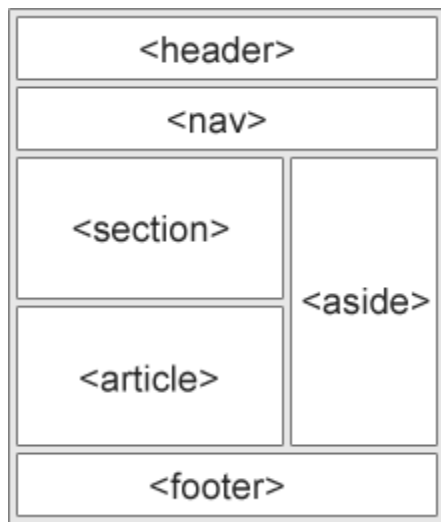 <header>
<nav>
<section>
<aside>
<article>
<footer>